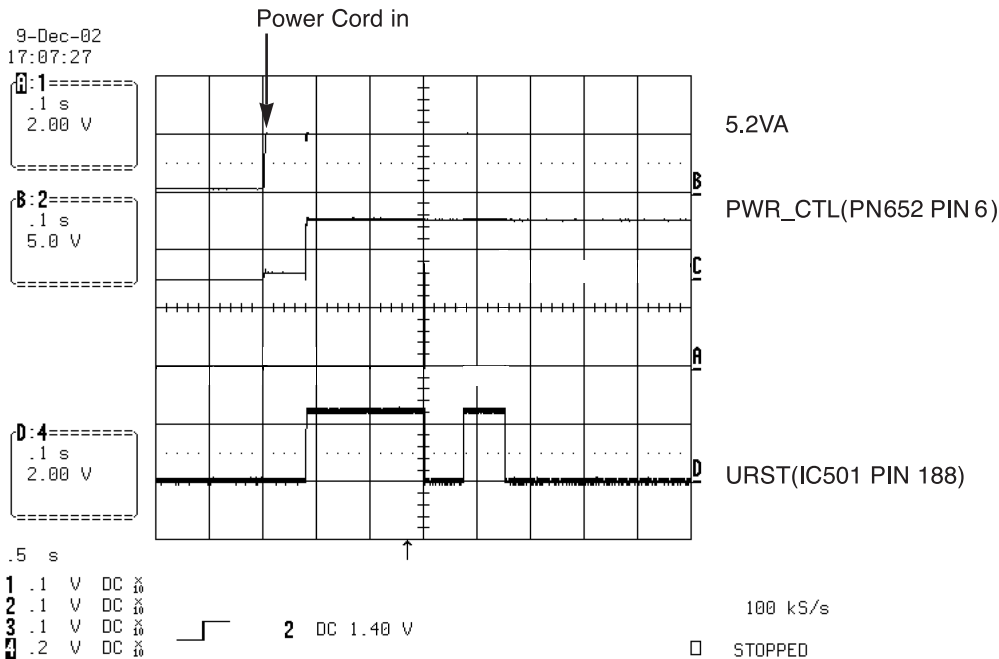 Power Cord in
9-Dec-02
17:07:27
A:1
.1 s
2.00 V
5.2VA
B
B:2
.1 s
5.0 V
PWR_CTL(PN652 PIN 6)
C
A
D:4
.1 s
2.00 V
D
URST(IC501 PIN 188)
.5 s
1 .1 V DC X10
2 .1 V DC X10
3 .1 V DC X10
4 .2 V DC X10
2 DC 1.40 V
100 kS/s
STOPPED